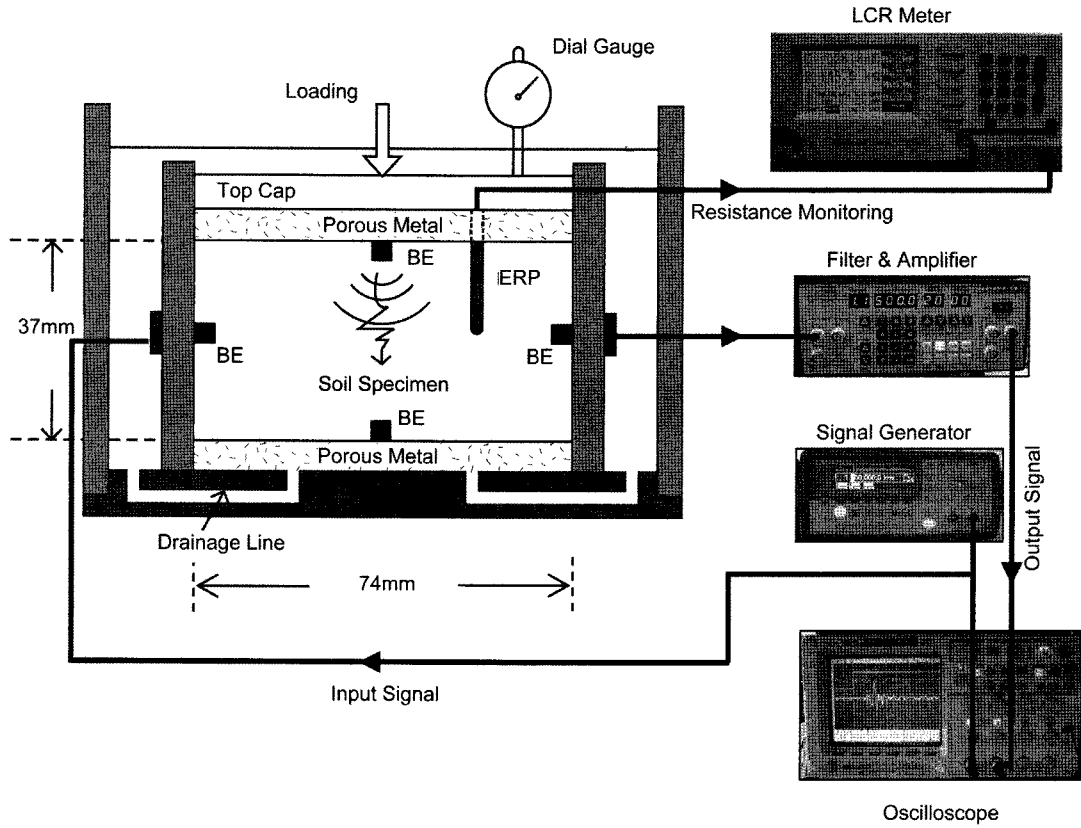 LCR Meter
Dial Gauge
Loading
Top Cap
Porous Metal
Resistance Monitoring
BE
ERP
Filter & Amplifier
37mm
BE
BE
Soil Specimen
BE
Signal Generator
Porous Metal
Drainage Line
Output Signal
74mm
Input Signal
Oscilloscope